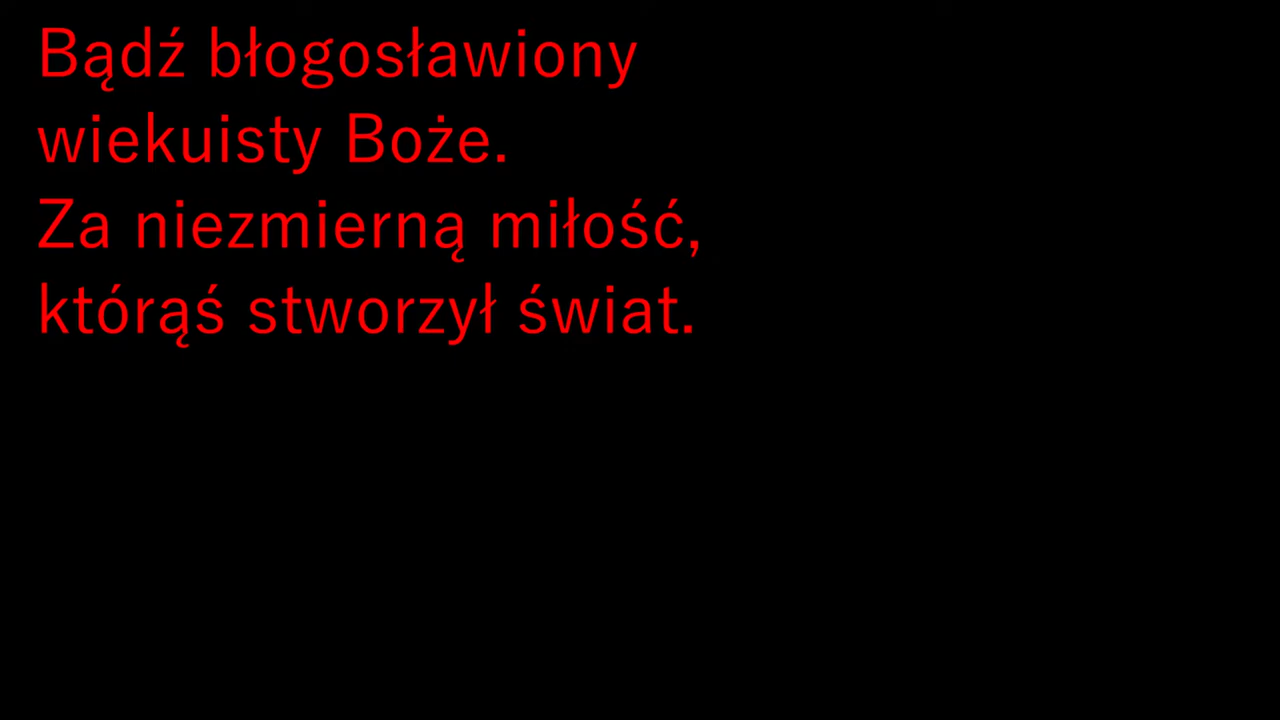 Bądź błogosławiony
wiekuisty Boże.
Za niezmierną miłość,
którąś stworzył świat.